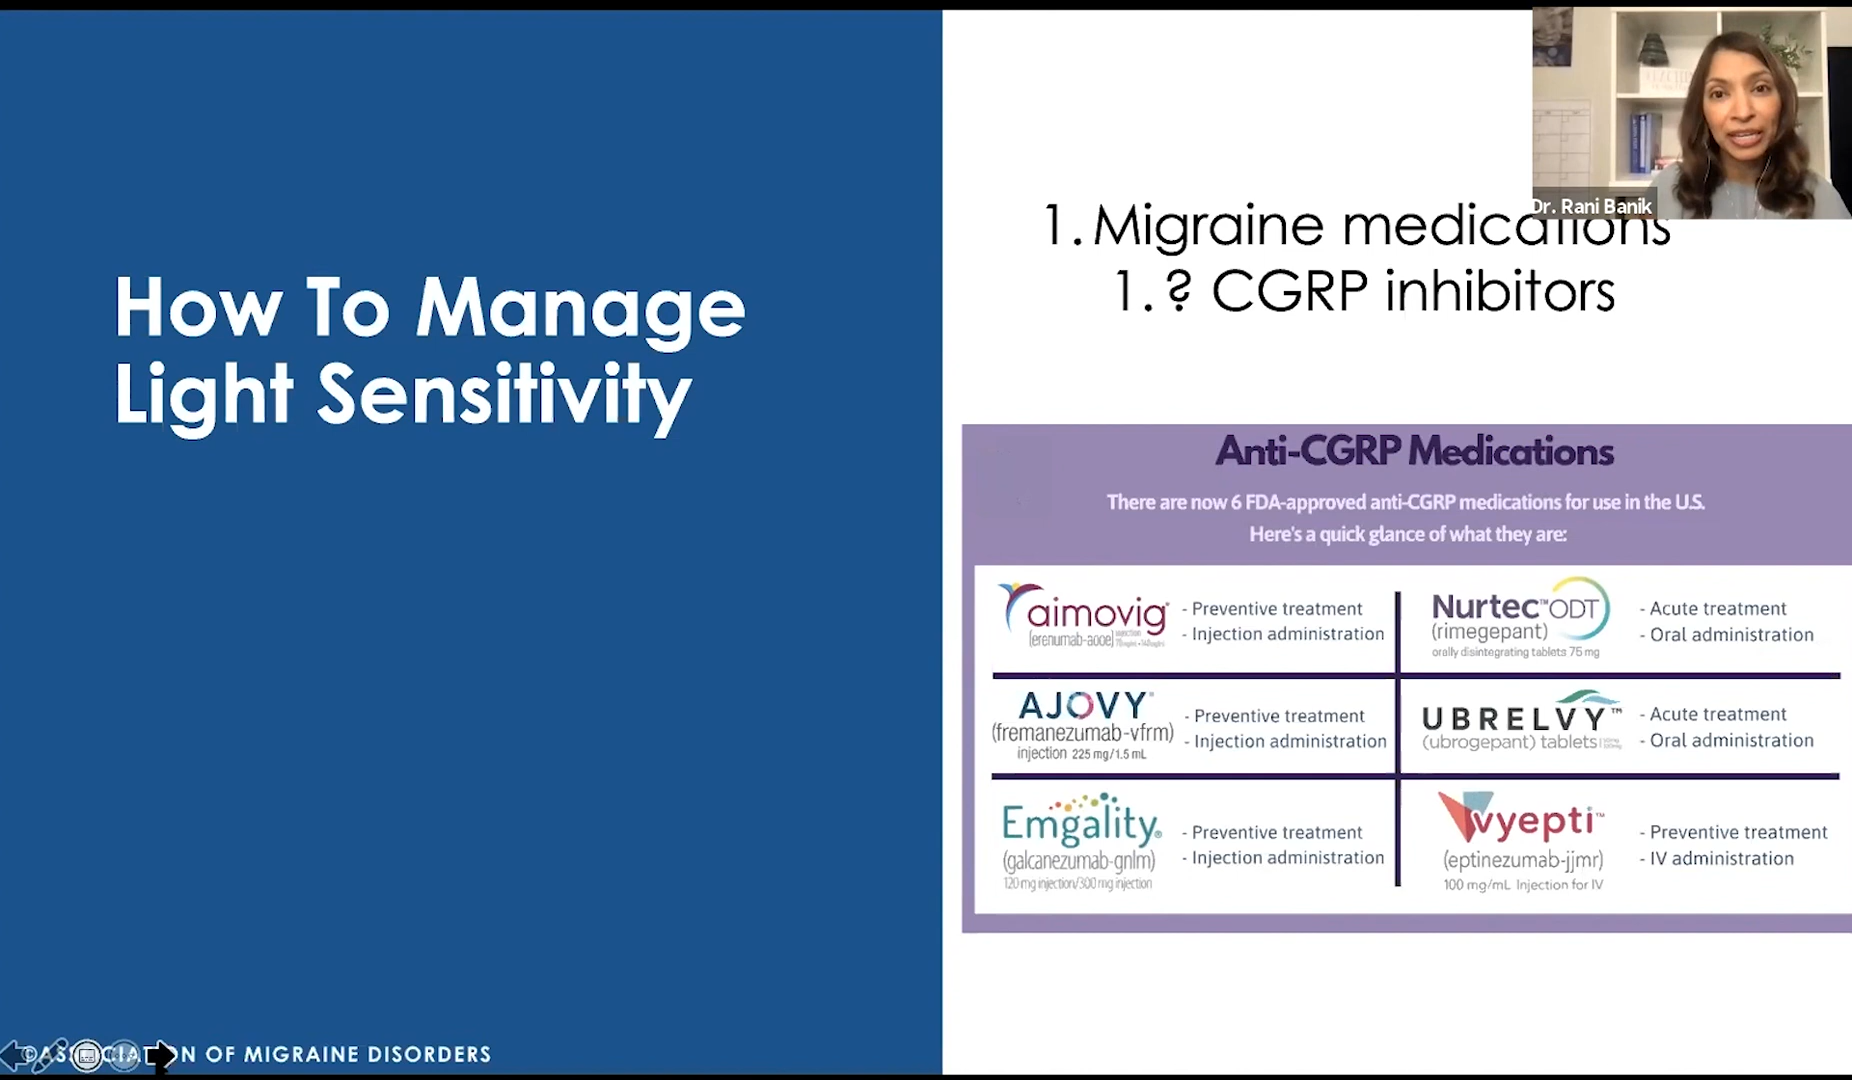 How To Manage
Light Sensitivity
Dr. Rani Banik
1. Migraine medications
1. ? CGRP inhibitors
Anti-CGRP Medications
There are now 6 FDA-approved anti-CGRP medications for use in the U.S.
Here's a quick glance of what they are:
aimovig®
(erenumab-aooe) injection
- Preventive treatment
- Injection administration
Nurtec™ ODT
(rimegepant)
orally disintegrating tablets 75 mg
- Acute treatment
- Oral administration
AJOVY®
(fremanezumab-vfrm)
injection 225 mg/1.5 mL
- Preventive treatment
- Injection administration
UBRELVY™
(ubrogepant) tablets
- Acute treatment
- Oral administration
Emgality®
(galcanezumab-gnlm)
120 mg injection/300 mg injection
- Preventive treatment
- Injection administration
vyepti™
(eptinezumab-jjmr)
100 mg/mL Injection for IV
- Preventive treatment
- IV administration
©ASSOCIATION OF MIGRAINE DISORDERS